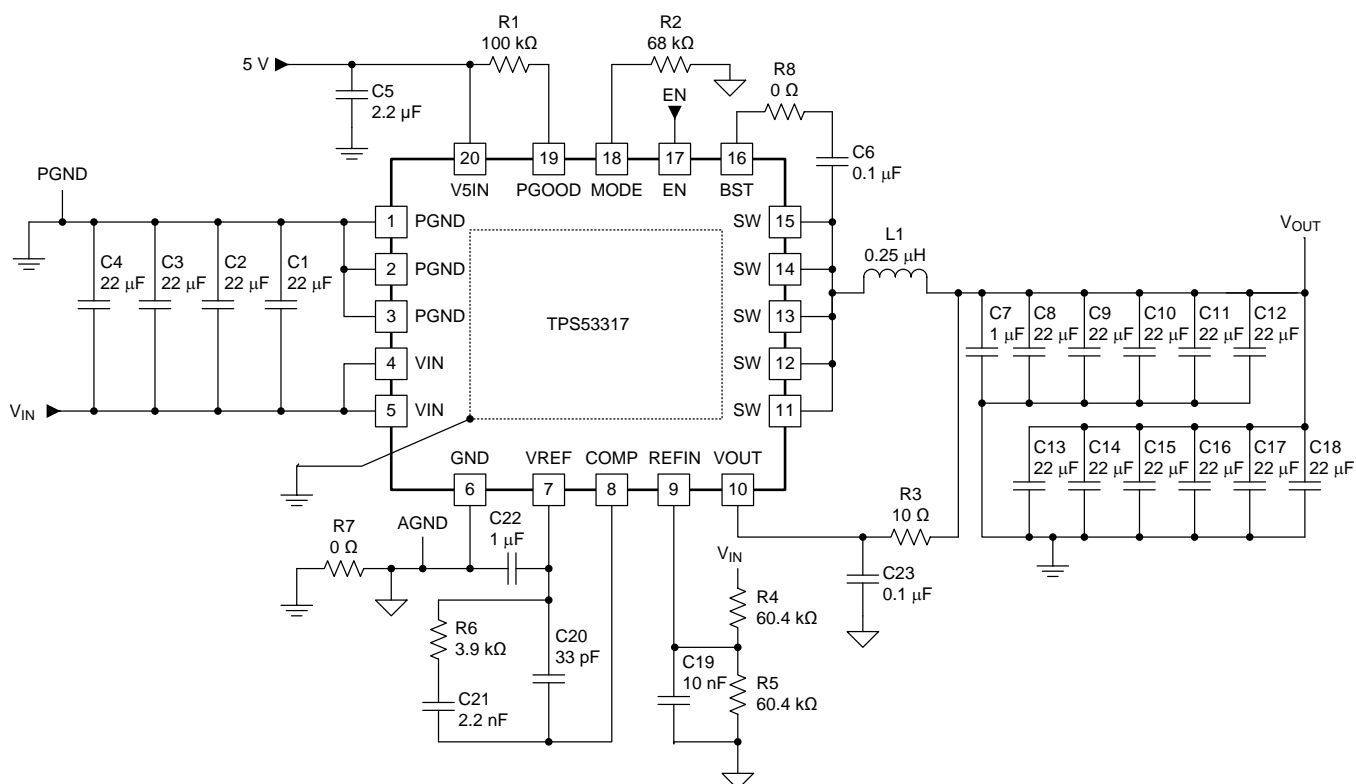 R1
100 kΩ
R2
68 kΩ
5 V
C5
2.2 µF
EN
R8
0 Ω
C6
0.1 µF
20
19
18
17
16
V5IN
PGOOD
MODE
EN
BST
PGND
1
PGND
2
PGND
3
PGND
4
VIN
5
VIN
C4
22 µF
C3
22 µF
C2
22 µF
C1
22 µF
VIN
TPS53317
SW
15
SW
14
SW
13
SW
12
SW
11
L1
0.25 µH
VOUT
C7
1 µF
C8
22 µF
C9
22 µF
C10
22 µF
C11
22 µF
C12
22 µF
C13
22 µF
C14
22 µF
C15
22 µF
C16
22 µF
C17
22 µF
C18
22 µF
GND
VREF
COMP
REFIN
VOUT
6
7
8
9
10
R7
0 Ω
AGND
C22
1 µF
R6
3.9 kΩ
C20
33 pF
C21
2.2 nF
C19
10 nF
VIN
R4
60.4 kΩ
R5
60.4 kΩ
R3
10 Ω
C23
0.1 µF